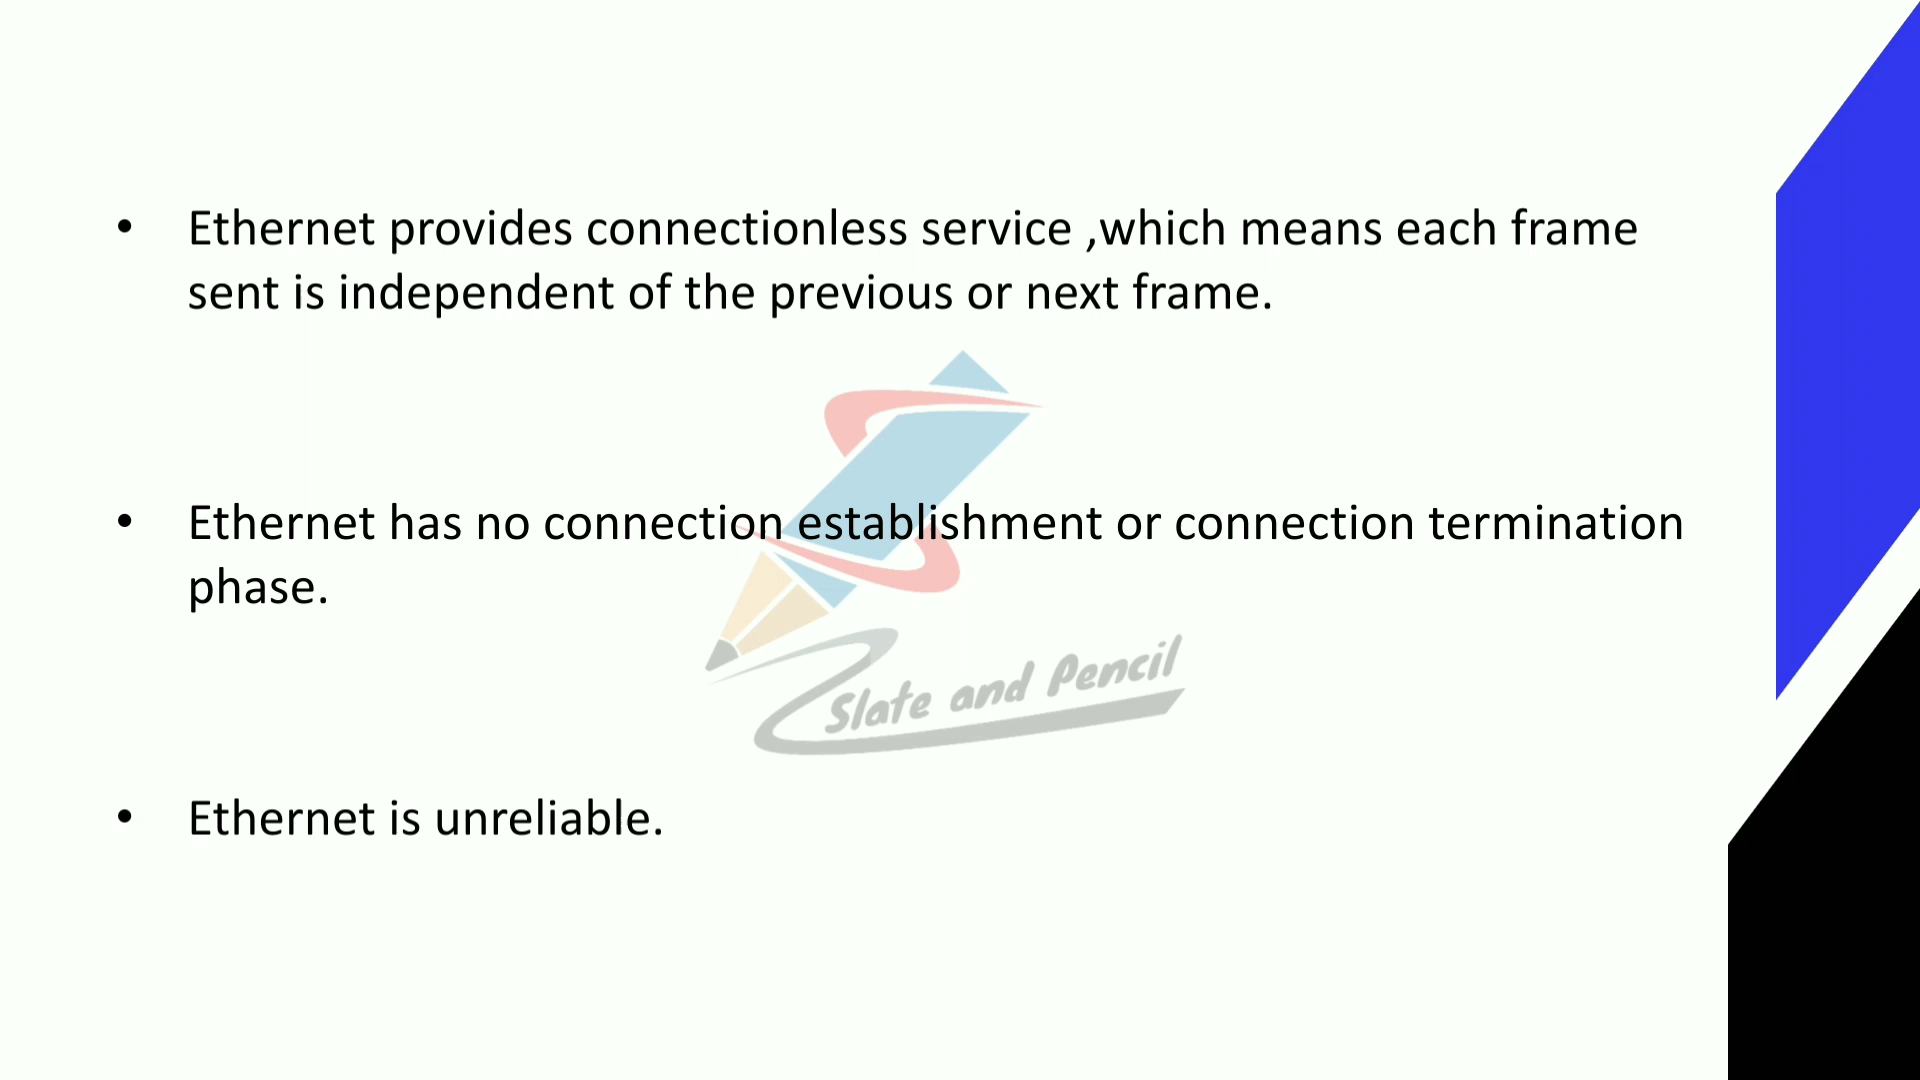 • Ethernet provides connectionless service ,which means each frame
sent is independent of the previous or next frame.
• Ethernet has no connection establishment or connection termination
phase.
Slate and Pencil
• Ethernet is unreliable.